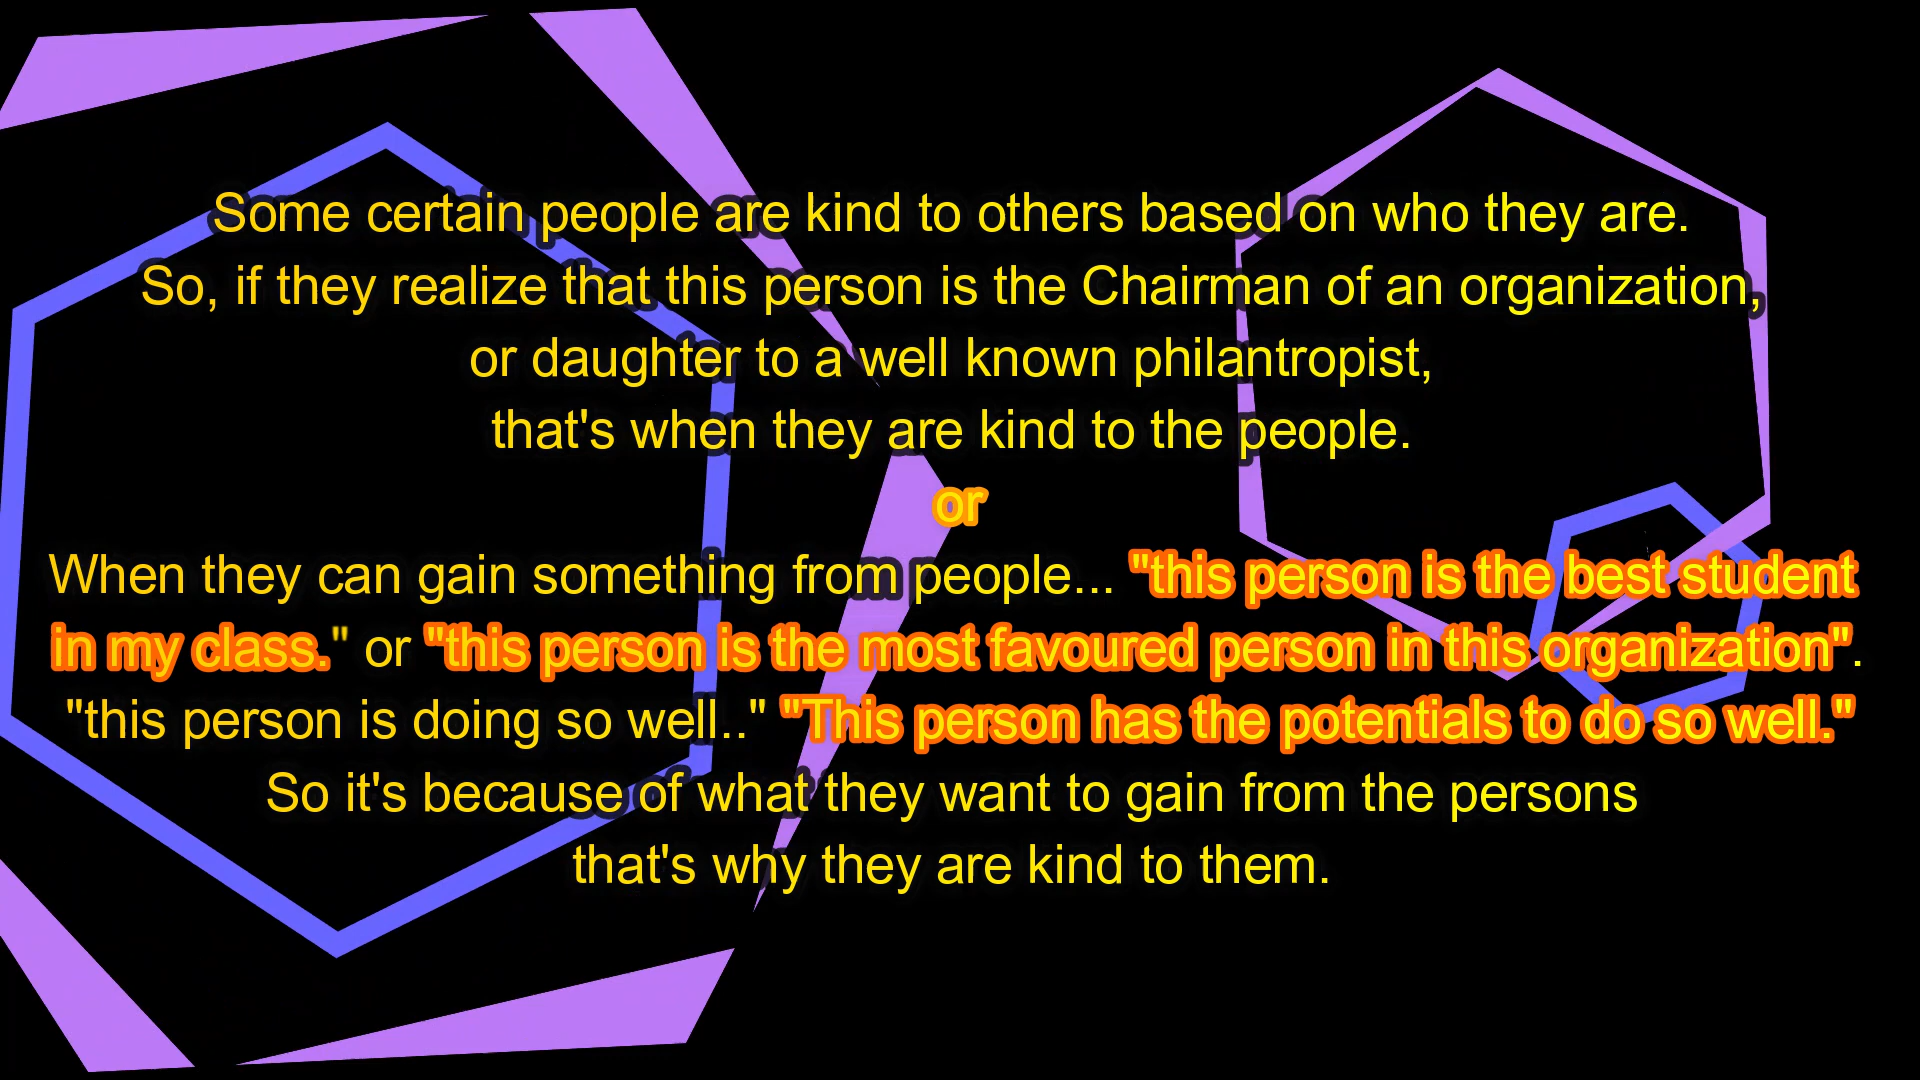 Some certain people are kind to others based on who they are.
So, if they realize that this person is the Chairman of an organization,
or daughter to a well known philantropist,
that's when they are kind to the people.
or
When they can gain something from people... "this person is the best student
in my class." or "this person is the most favoured person in this organization".
"this person is doing so well.." "This person has the potentials to do so well."
So it's because of what they want to gain from the persons
that's why they are kind to them.